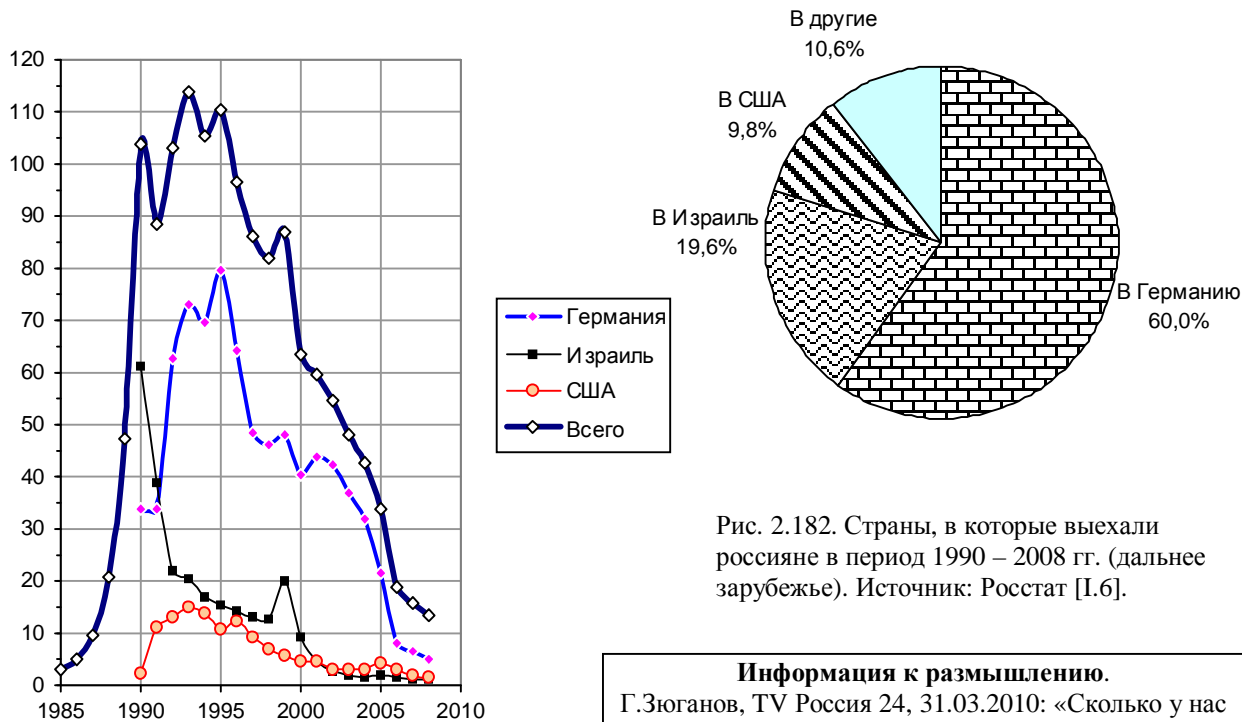 120
110
100
90
80
70
60
50
40
30
20
10
0
1985
1990
1995
2000
2005
2010
Германия
Израиль
США
Всего
В другие
10,6%
В США
9,8%
В Израиль
19,6%
В Германию
60,0%
Рис. 2.182. Страны, в которые выехали
россияне в период 1990 – 2008 гг. (дальнее
зарубежье). Источник: Росстат [I.6].
Информация к размышлению.
Г.Зюганов, TV Россия 24, 31.03.2010: «Сколько у нас